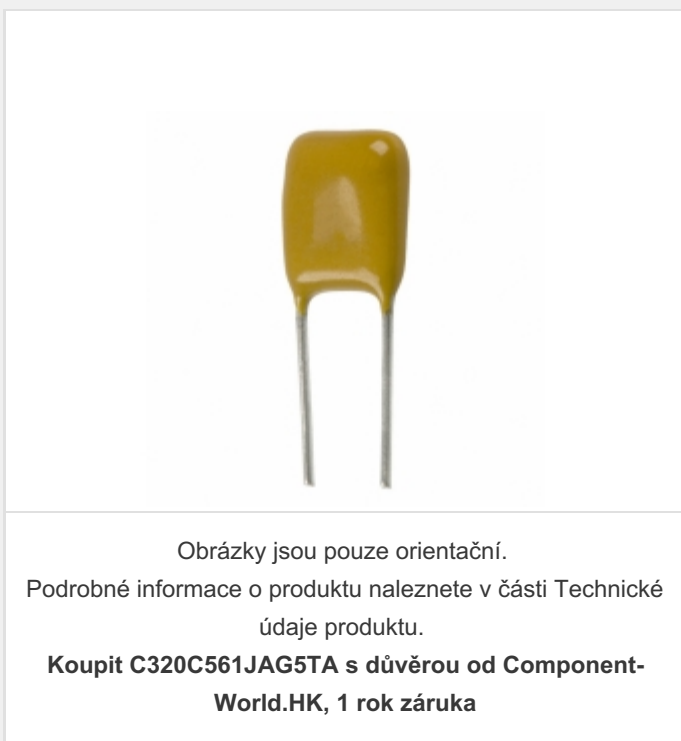 Obrázky jsou pouze orientační.
Podrobné informace o produktu naleznete v části Technické
údaje produktu.
Koupit C320C561JAG5TA s důvěrou od Component-
World.HK, 1 rok záruka